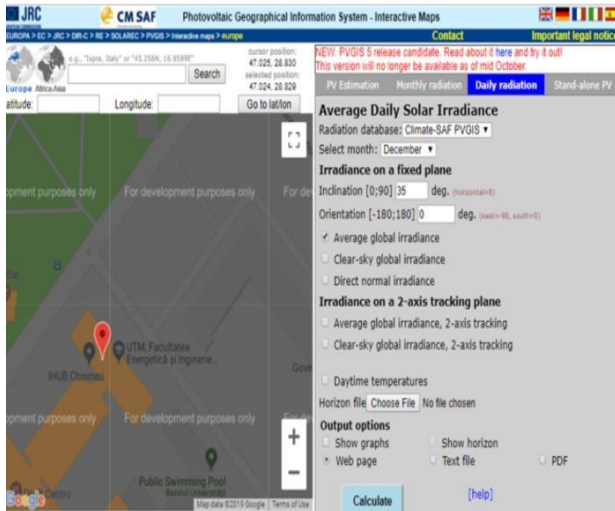 JRC
CM SAF
Photovoltaic Geographical Information System - Interactive Maps
EUROPA > EC > JRC > DIR-C > RE > SOLAREC > PVGIS > Interactive maps > europe
Contact
Important legal notice
e.g., "Ispra, Italy" or "45.256N, 16.9589E"
Search
cursor position:
47.025, 28.830
selected position:
47.024, 28.829
Europe Africa-Asia
atitude:
Longitude:
Go to lat/lon
opment purposes only
For development purposes only
For de
UTM, Facultatea
Energetică și Inginerie...
IHUB Chisinau
Gove
opment purposes only
For development purposes only
Public Swimming Pool
Bazinul Universității
Centru
Google
Map data ©2019 Google
Terms of Use
+
−
NEW: PVGIS 5 release candidate. Read about it here and try it out!
This version will no longer be available as of mid October.
PV Estimation
Monthly radiation
Daily radiation
Stand-alone PV
Average Daily Solar Irradiance
Radiation database: Climate-SAF PVGIS
Select month: December
Irradiance on a fixed plane
Inclination [0;90] 35 deg. (horizontal=0)
Orientation [-180;180] 0 deg. (east=-90, south=0)
Average global irradiance
Clear-sky global irradiance
Direct normal irradiance
Irradiance on a 2-axis tracking plane
Average global irradiance, 2-axis tracking
Clear-sky global irradiance, 2-axis tracking
Daytime temperatures
Horizon file Choose File No file chosen
Output options
Show graphs
Show horizon
Web page
Text file
PDF
Calculate
[help]